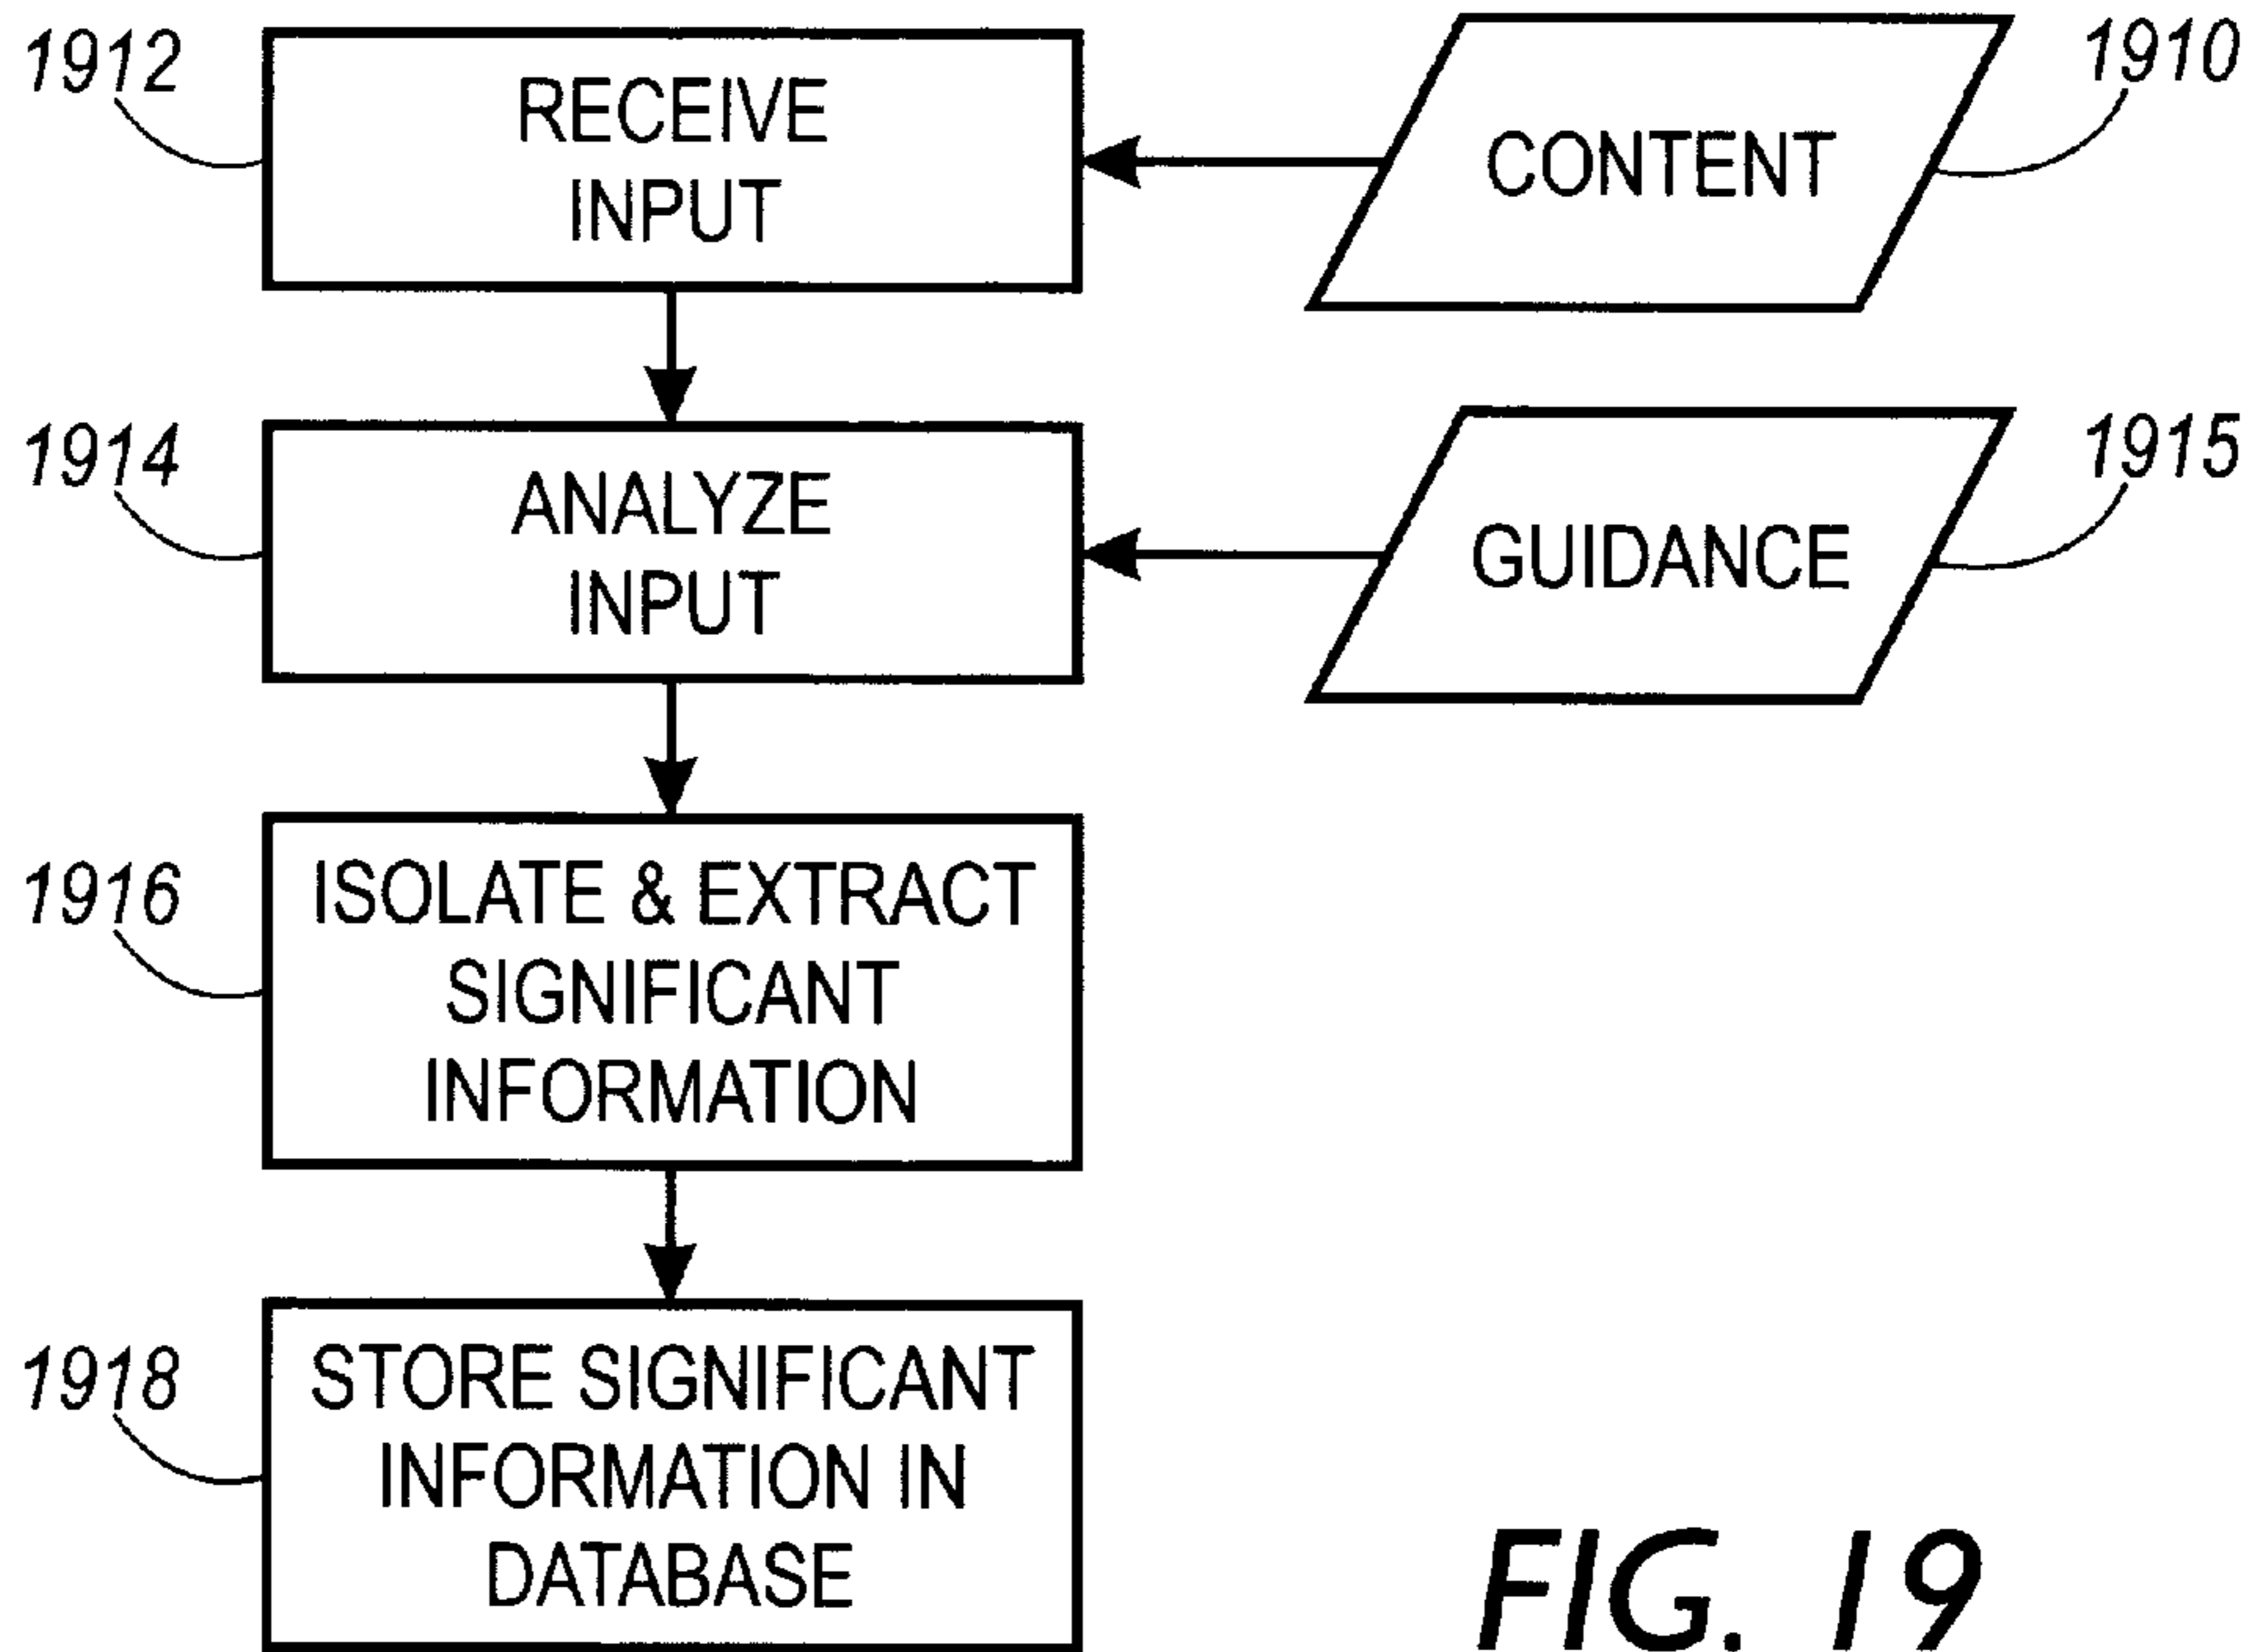 1912
RECEIVE
INPUT
CONTENT
1910
1914
ANALYZE
INPUT
GUIDANCE
1915
1916
ISOLATE & EXTRACT
SIGNIFICANT
INFORMATION
1918
STORE SIGNIFICANT
INFORMATION IN
DATABASE
FIG. 19